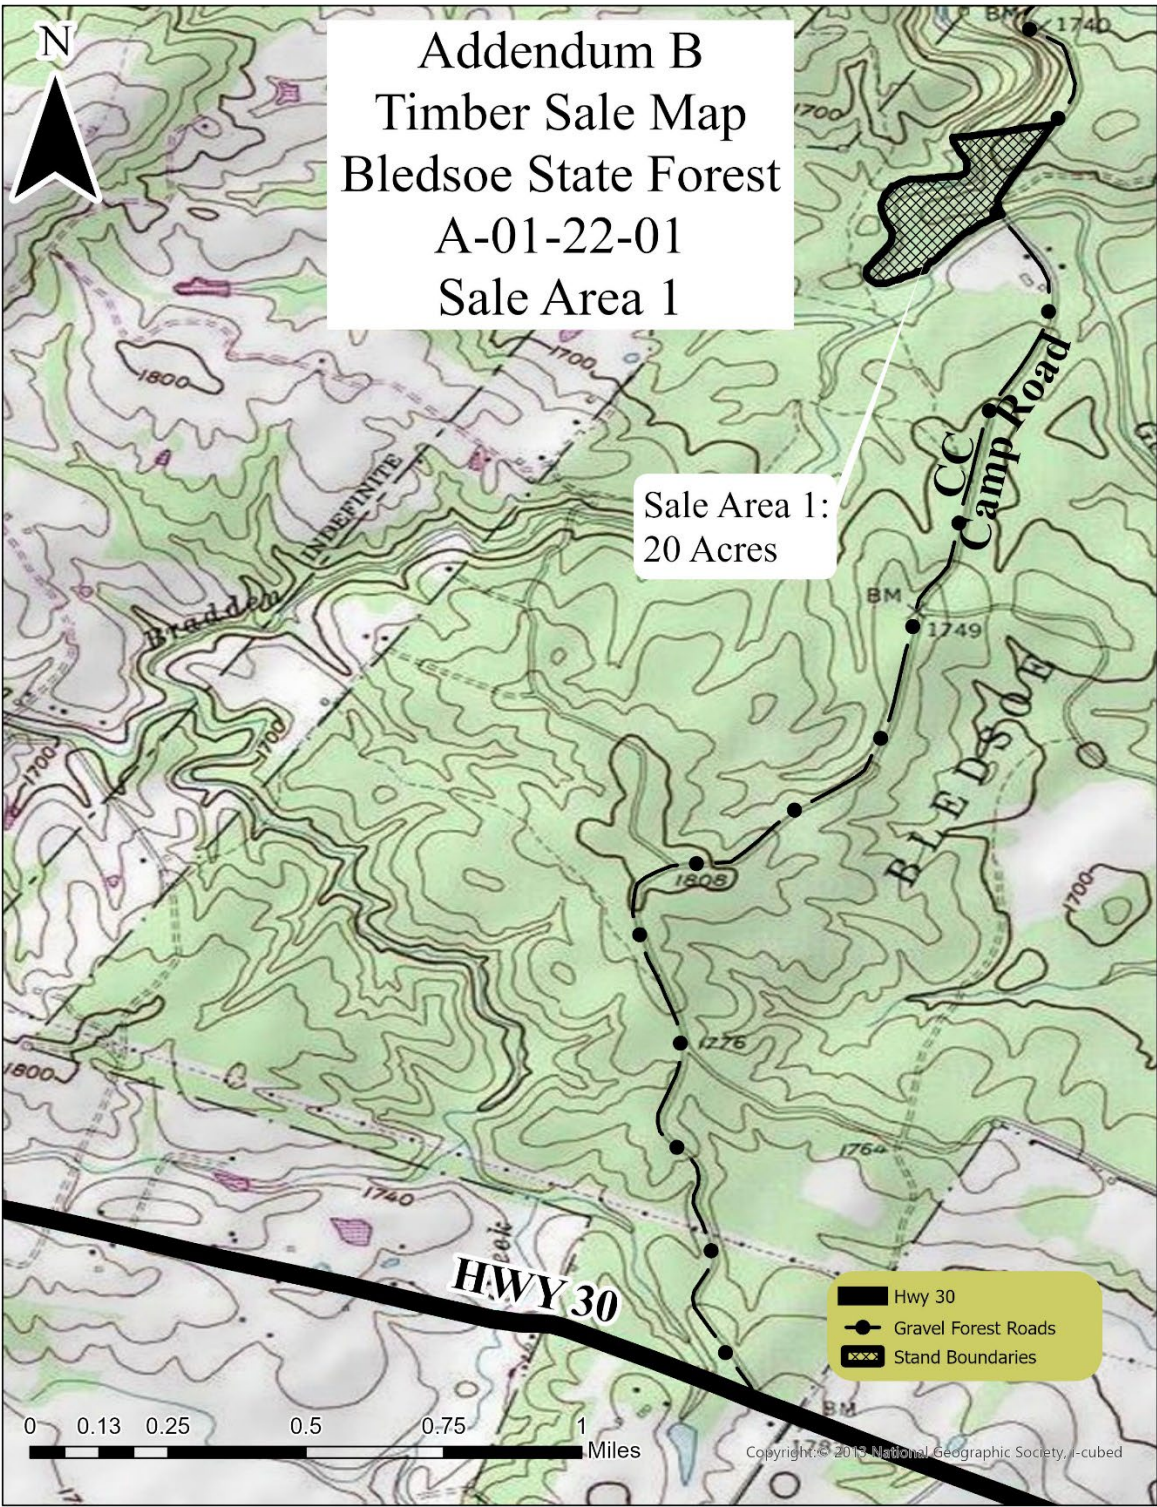 N
Addendum B
Timber Sale Map
Bledsoe State Forest
A-01-22-01
Sale Area 1
BM
1740
1700
1700
1800
CC
Camp Road
INDEFINITE
Sale Area 1:
20 Acres
Bradden
BM
1749
BLEDSOE
1700
1700
1808
1700
1776
1800
1764
1740
eek
HWY 30
Hwy 30
Gravel Forest Roads
Stand Boundaries
BM
0 0.13 0.25 0.5 0.75 1
Miles
Copyright:© 2013 National Geographic Society, i-cubed